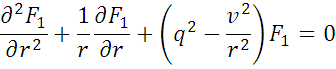 ∂²F₁/∂r² + (1/r) ∂F₁/∂r + (q² − v²/r²) F₁ = 0